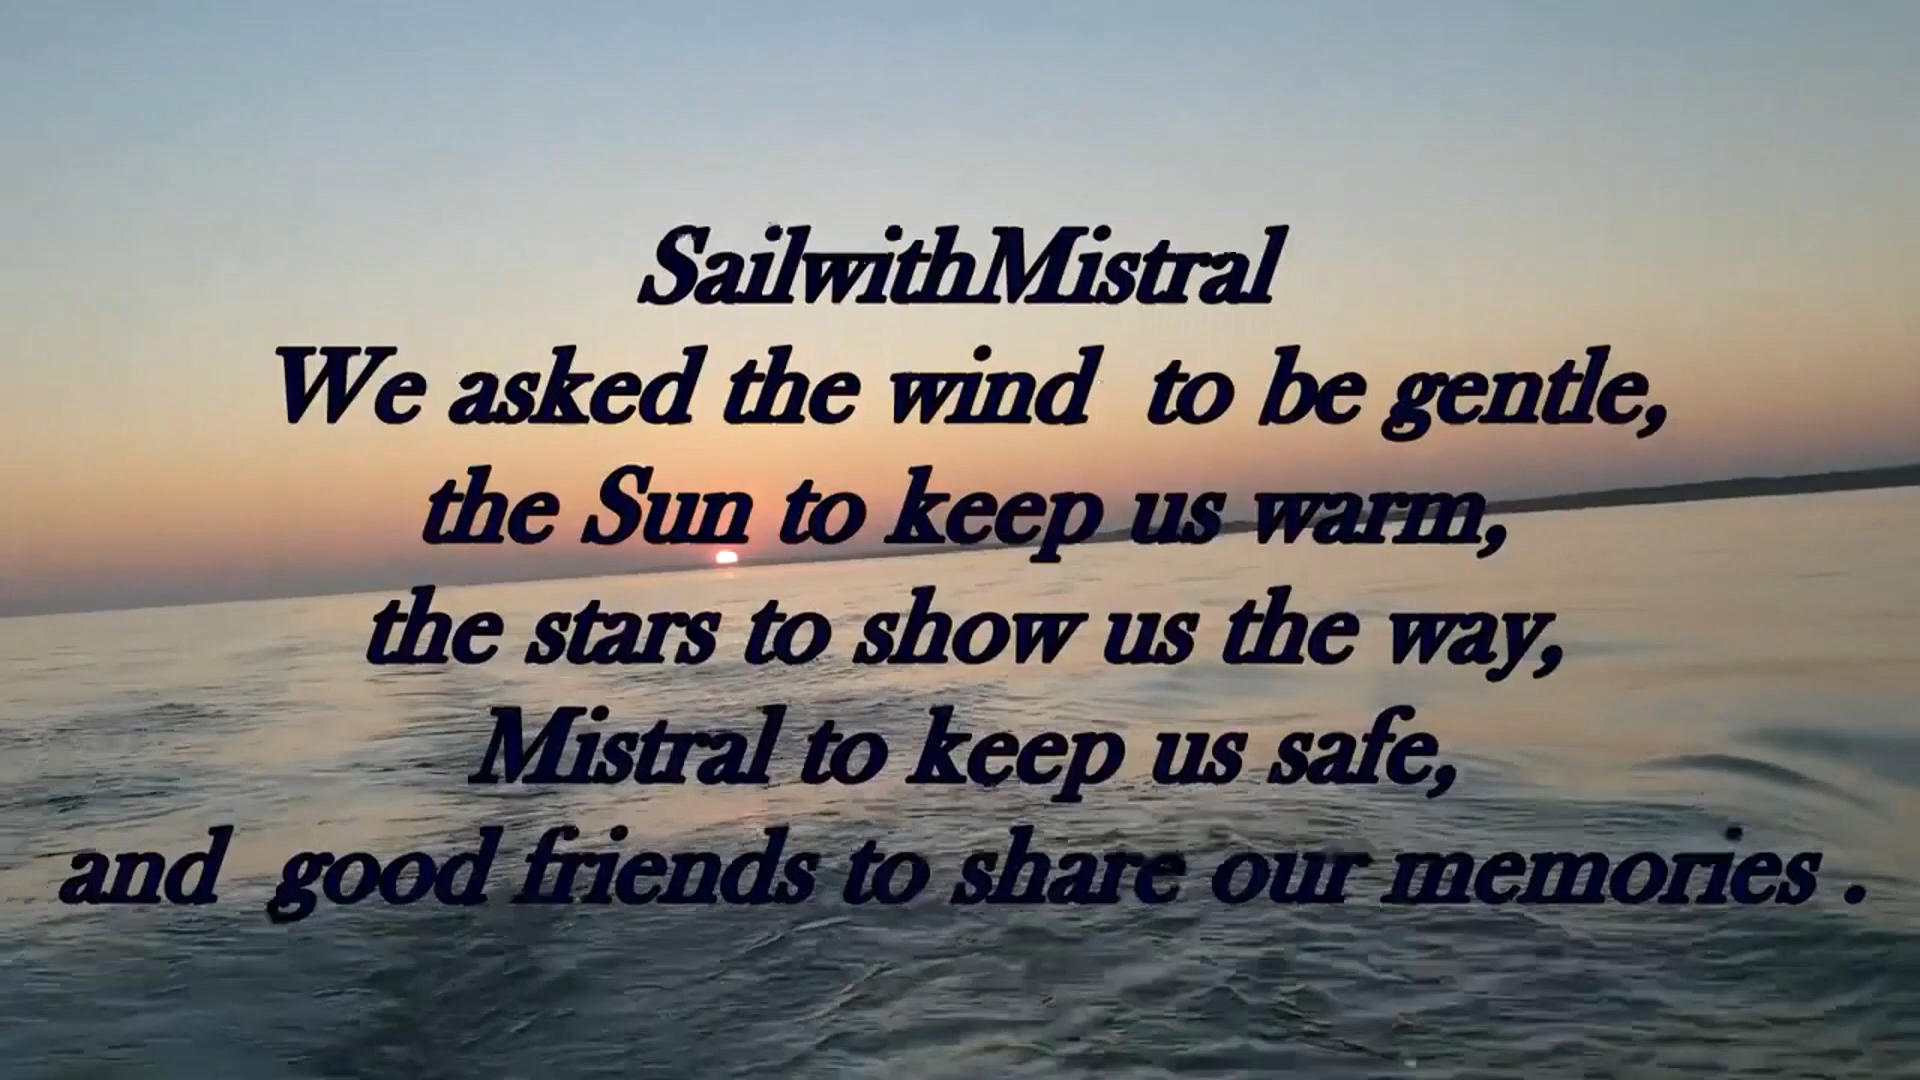 SailwithMistral
We asked the wind  to be gentle,
the Sun to keep us warm,
the stars to show us the way,
Mistral to keep us safe,
and  good friends to share our memories .